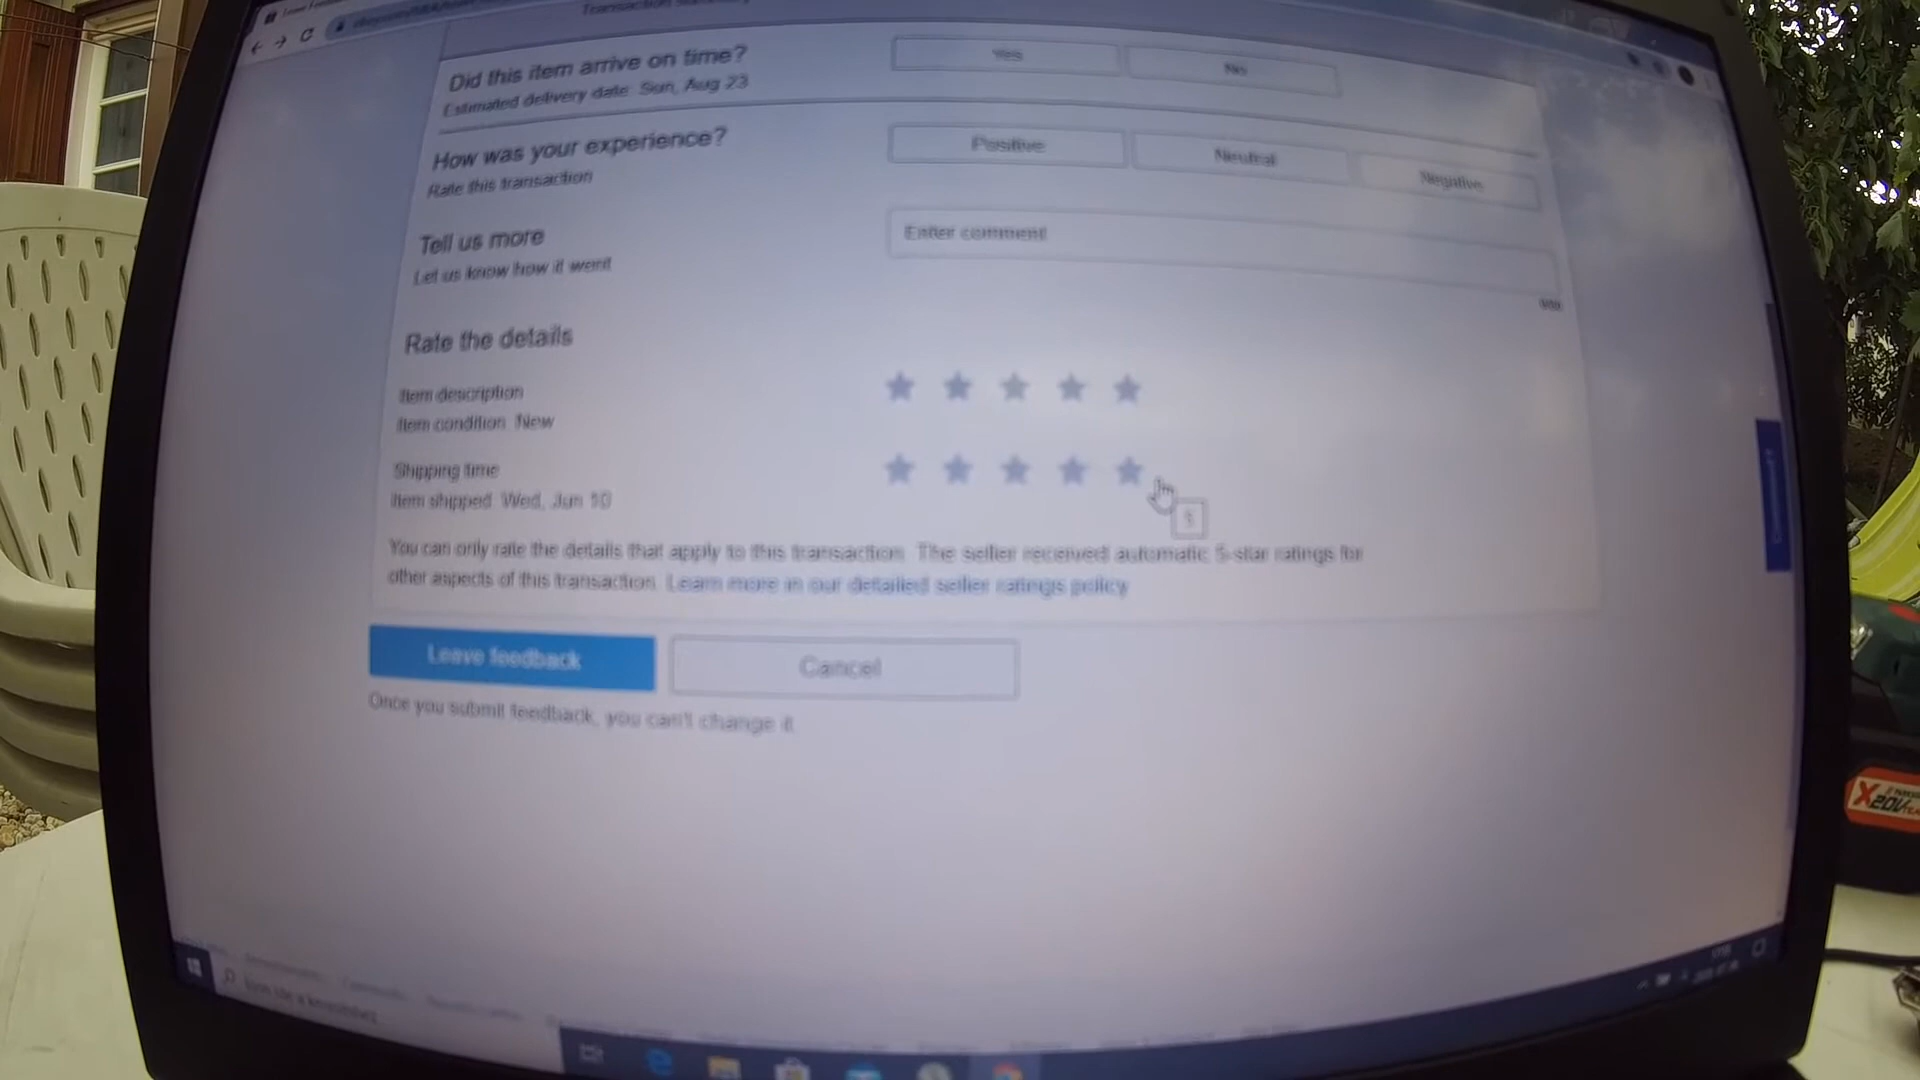 Did this item arrive on time?
Yes
No
Estimated delivery date: Sun, Aug 23
How was your experience?
Positive
Neutral
Negative
Rate this transaction
Tell us more
Enter comment
Let us know how it went
Rate the details
Item description
Item condition: New
Shipping time
Item shipped: Wed, Jun 10
You can only rate the details that apply to this transaction. The seller received automatic 5-star ratings for
other aspects of this transaction. Learn more in our detailed seller ratings policy
Leave feedback
Cancel
Once you submit feedback, you can't change it
X20V